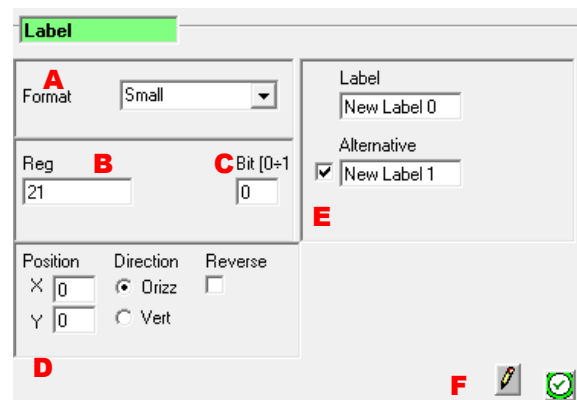 Label
A
Format Small
Label
New Label 0
Alternative
New Label 1
E
Reg B C Bit [0÷1
21 0
Position Direction Reverse
X 0 Orizz
Y 0 Vert
D
F